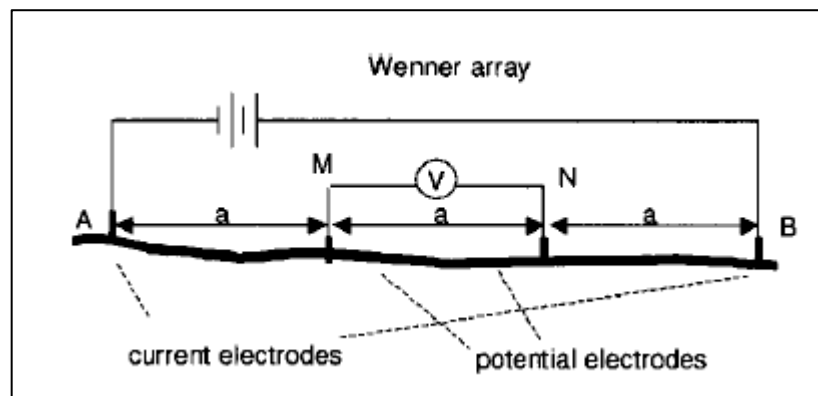 Wenner array
M
V
N
A
a
a
a
B
current electrodes
potential electrodes